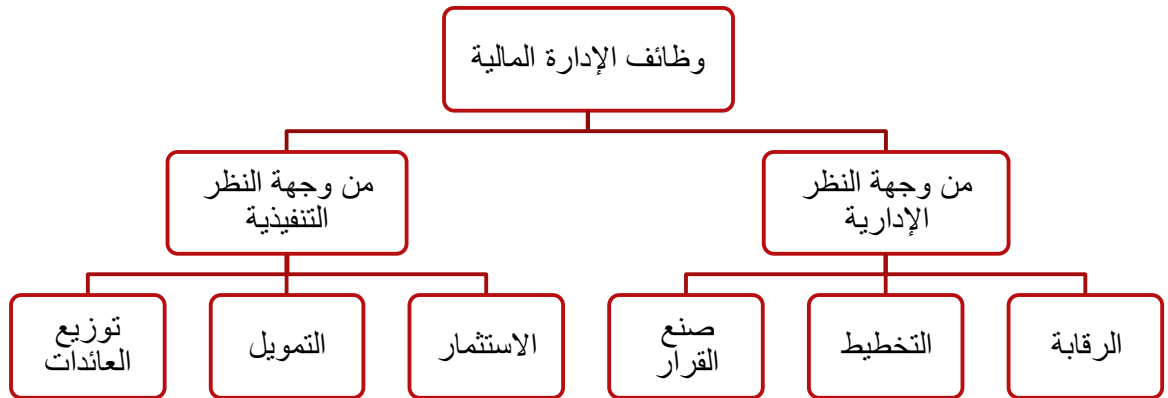 وظائف الإدارة المالية
من وجهة النظر
الإدارية
من وجهة النظر
التنفيذية
الرقابة
التخطيط
صنع
القرار
الاستثمار
التمويل
توزيع
العائدات